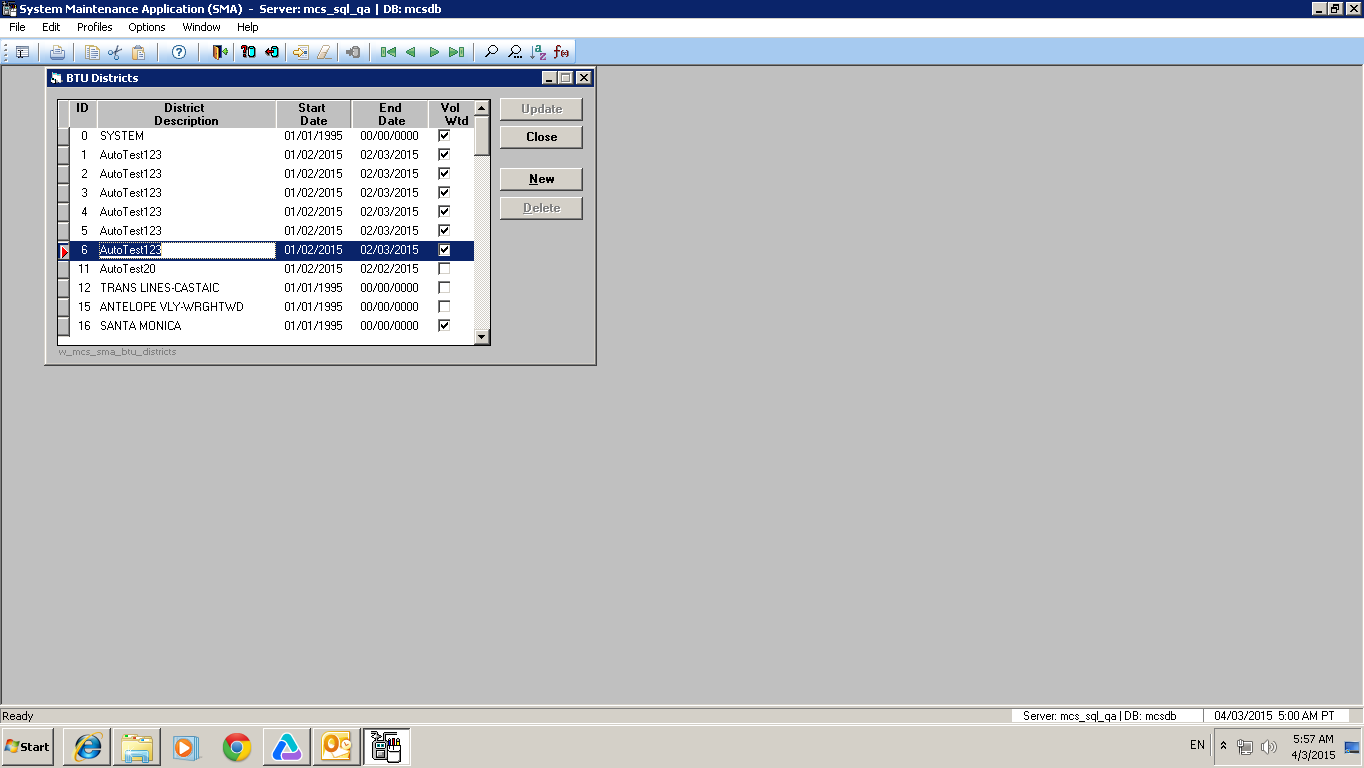 System Maintenance Application (SMA) - Server: mcs_sql_qa | DB: mcsdb
File Edit Profiles Options Window Help
BTU Districts
ID District Description Start Date End Date Vol Wtd
0 SYSTEM 01/01/1995 00/00/0000
1 AutoTest123 01/02/2015 02/03/2015
2 AutoTest123 01/02/2015 02/03/2015
3 AutoTest123 01/02/2015 02/03/2015
4 AutoTest123 01/02/2015 02/03/2015
5 AutoTest123 01/02/2015 02/03/2015
6 AutoTest123 01/02/2015 02/03/2015
11 AutoTest20 01/02/2015 02/02/2015
12 TRANS LINES-CASTAIC 01/01/1995 00/00/0000
15 ANTELOPE VLY-WRGHTWD 01/01/1995 00/00/0000
16 SANTA MONICA 01/01/1995 00/00/0000
Update
Close
New
Delete
w_mcs_sma_btu_districts
Ready
Server: mcs_sql_qa | DB: mcsdb
04/03/2015 5:00 AM PT
Start
EN
5:57 AM
4/3/2015